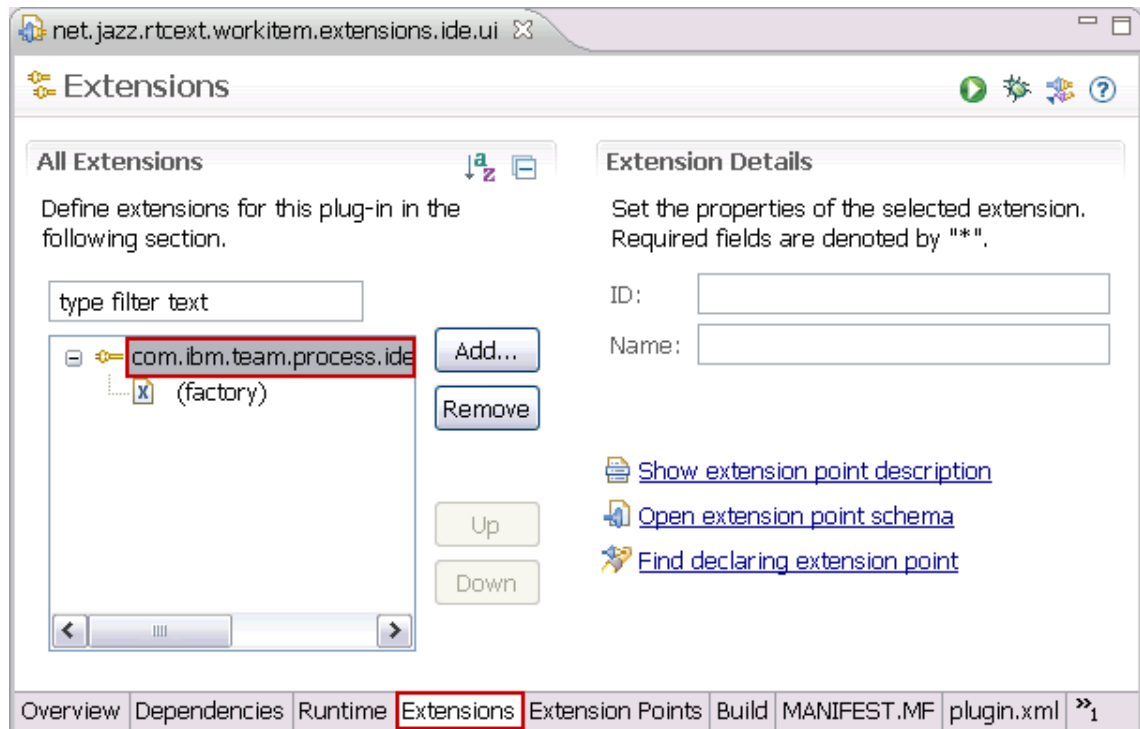 net.jazz.rtcext.workitem.extensions.ide.ui
Extensions
All Extensions
Define extensions for this plug-in in the
following section.
type filter text
com.ibm.team.process.ide
(factory)
Add...
Remove
Up
Down
Extension Details
Set the properties of the selected extension.
Required fields are denoted by "*".
ID:
Name:
Show extension point description
Open extension point schema
Find declaring extension point
Overview Dependencies Runtime Extensions Extension Points Build MANIFEST.MF plugin.xml »1